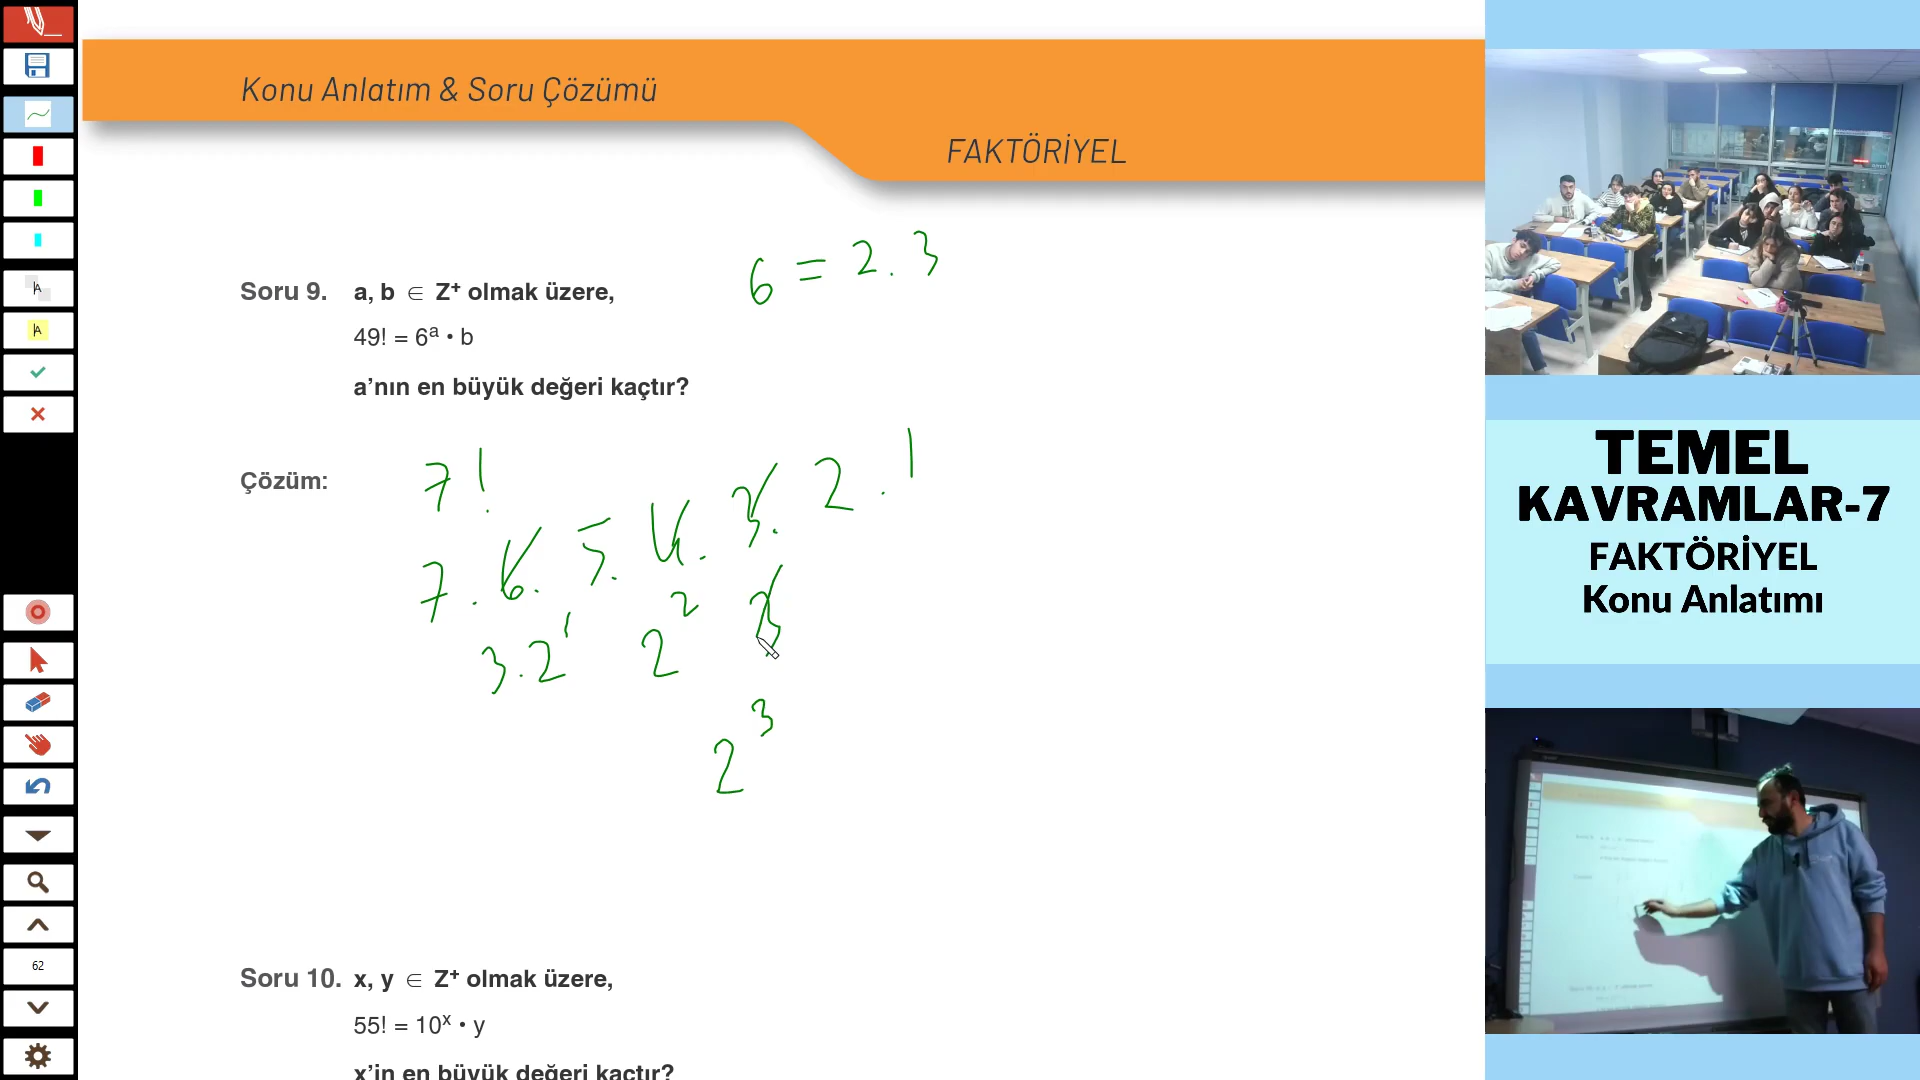 Konu Anlatım & Soru Çözümü
FAKTÖRİYEL
6 = 2.3
Soru 9. a, b ∈ Z⁺ olmak üzere,
49! = 6ᵃ • b
a’nın en büyük değeri kaçtır?
Çözüm:
7!
7.6.5.4.3.2.1
3.2¹ 2² 3
2³
62
Soru 10. x, y ∈ Z⁺ olmak üzere,
55! = 10ˣ • y
x’in en büyük değeri kaçtır?
TEMEL
KAVRAMLAR-7
FAKTÖRİYEL
Konu Anlatımı